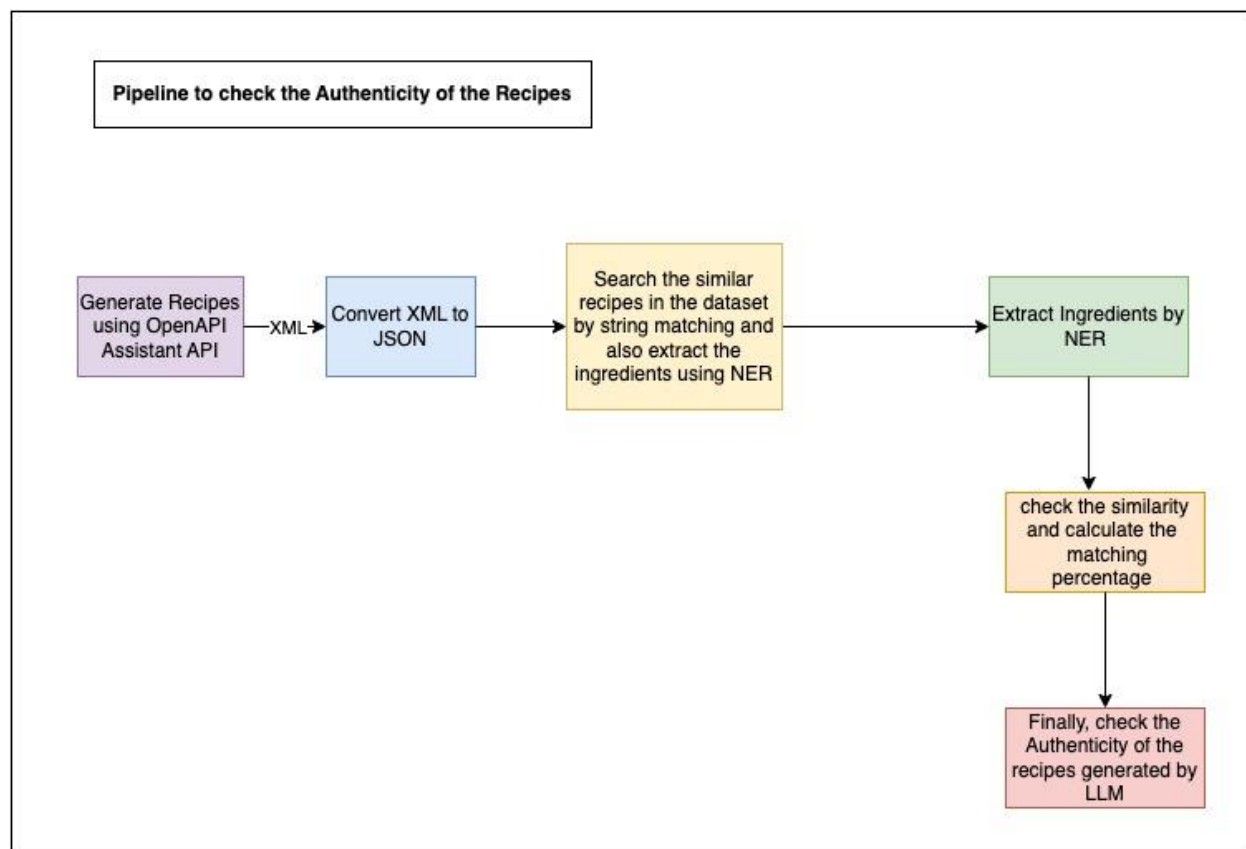 Pipeline to check the Authenticity of the Recipes
Generate Recipes
using OpenAPI
Assistant API
XML
Convert XML to
JSON
Search the similar
recipes in the dataset
by string matching and
also extract the
ingredients using NER
Extract Ingredients by
NER
check the similarity
and calculate the
matching
percentage
Finally, check the
Authenticity of the
recipes generated by
LLM